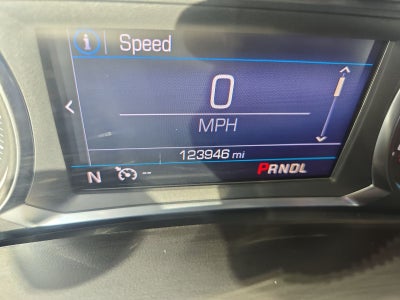 i Speed
0
MPH
123946 mi
N -- PRNDL